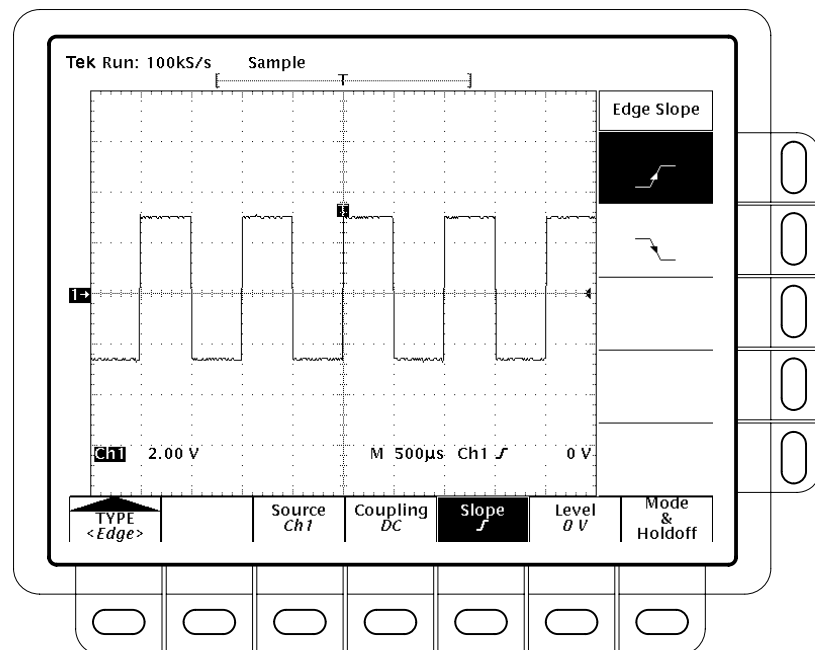 Tek Run: 100kS/s Sample
T
Edge Slope
T
1
Ch1 2.00 V M 500µs Ch1 0 V
TYPE
<Edge>
Source
Ch1
Coupling
DC
Slope
Level
0 V
Mode
&
Holdoff